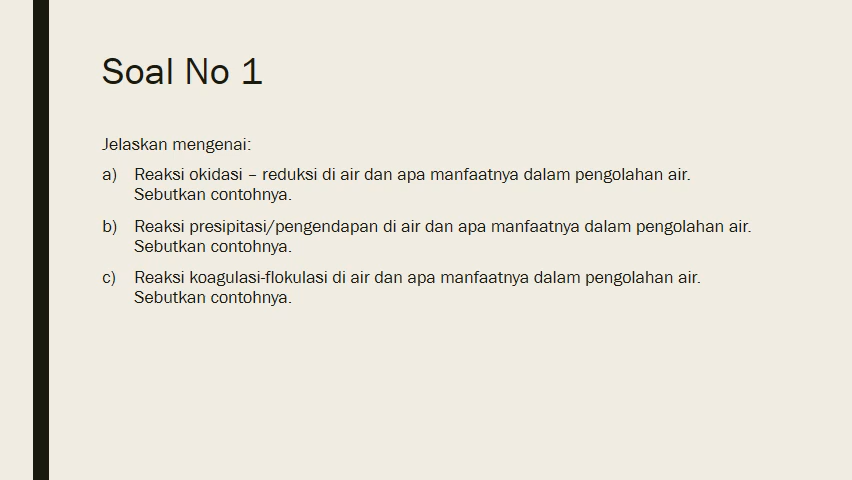 Soal No 1
Jelaskan mengenai:
a) Reaksi okidasi – reduksi di air dan apa manfaatnya dalam pengolahan air.
Sebutkan contohnya.
b) Reaksi presipitasi/pengendapan di air dan apa manfaatnya dalam pengolahan air.
Sebutkan contohnya.
c) Reaksi koagulasi-flokulasi di air dan apa manfaatnya dalam pengolahan air.
Sebutkan contohnya.